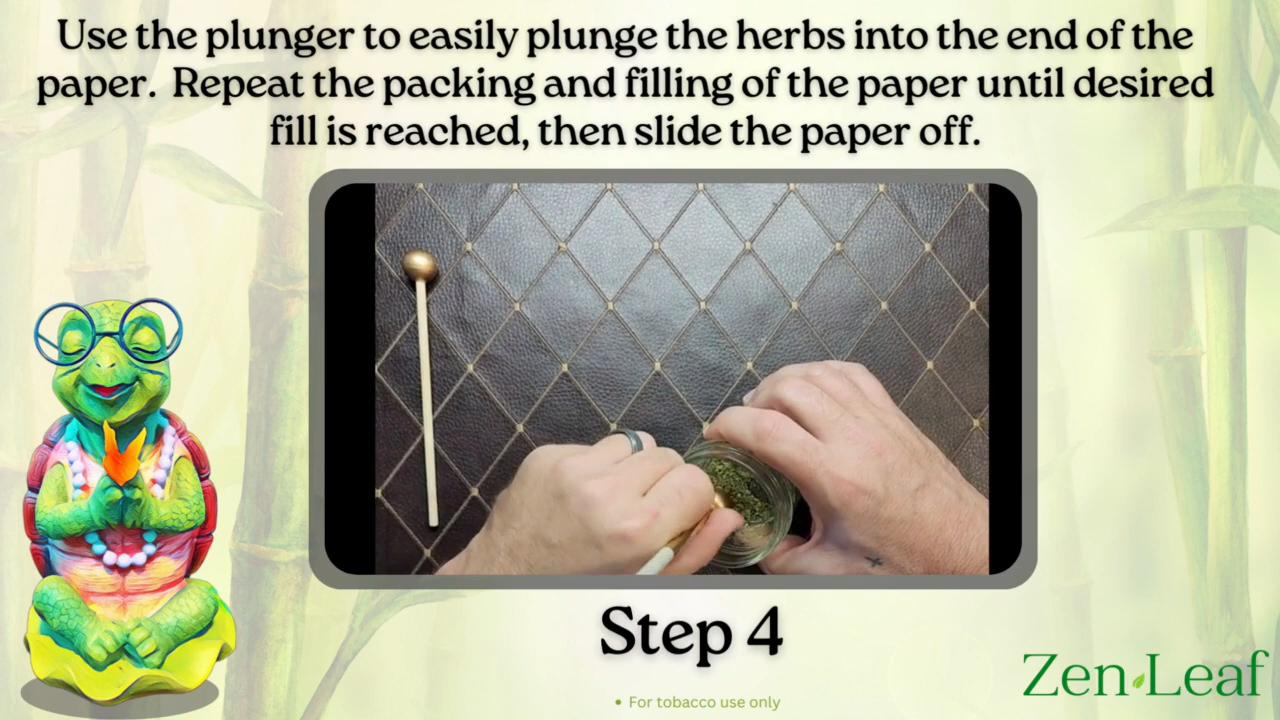 Use the plunger to easily plunge the herbs into the end of the
paper. Repeat the packing and filling of the paper until desired
fill is reached, then slide the paper off.
Step 4
• For tobacco use only
Zen Leaf